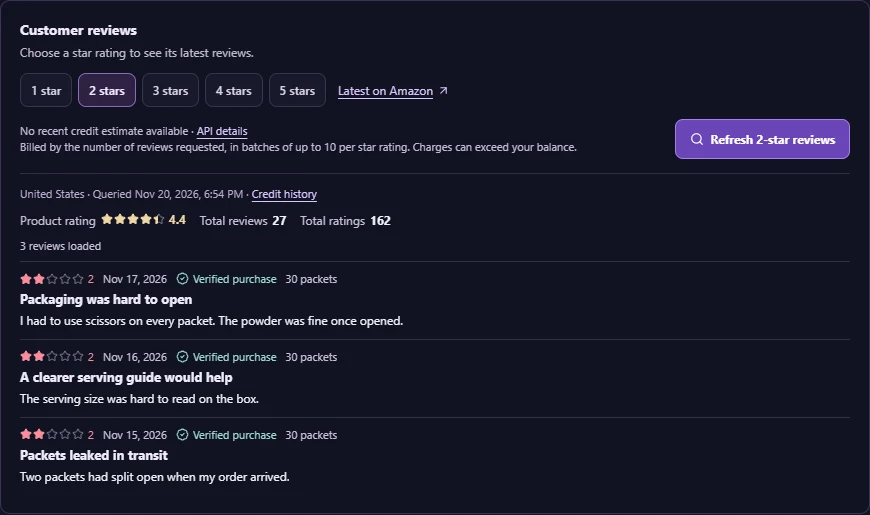 Customer reviews
Choose a star rating to see its latest reviews.
1 star 2 stars 3 stars 4 stars 5 stars Latest on Amazon
No recent credit estimate available · API details
Billed by the number of reviews requested, in batches of up to 10 per star rating. Charges can exceed your balance.
Refresh 2-star reviews
United States · Queried Nov 20, 2026, 6:54 PM · Credit history
Product rating 4.4 Total reviews 27 Total ratings 162
3 reviews loaded
2 Nov 17, 2026 Verified purchase 30 packets
Packaging was hard to open
I had to use scissors on every packet. The powder was fine once opened.
2 Nov 16, 2026 Verified purchase 30 packets
A clearer serving guide would help
The serving size was hard to read on the box.
2 Nov 15, 2026 Verified purchase 30 packets
Packets leaked in transit
Two packets had split open when my order arrived.